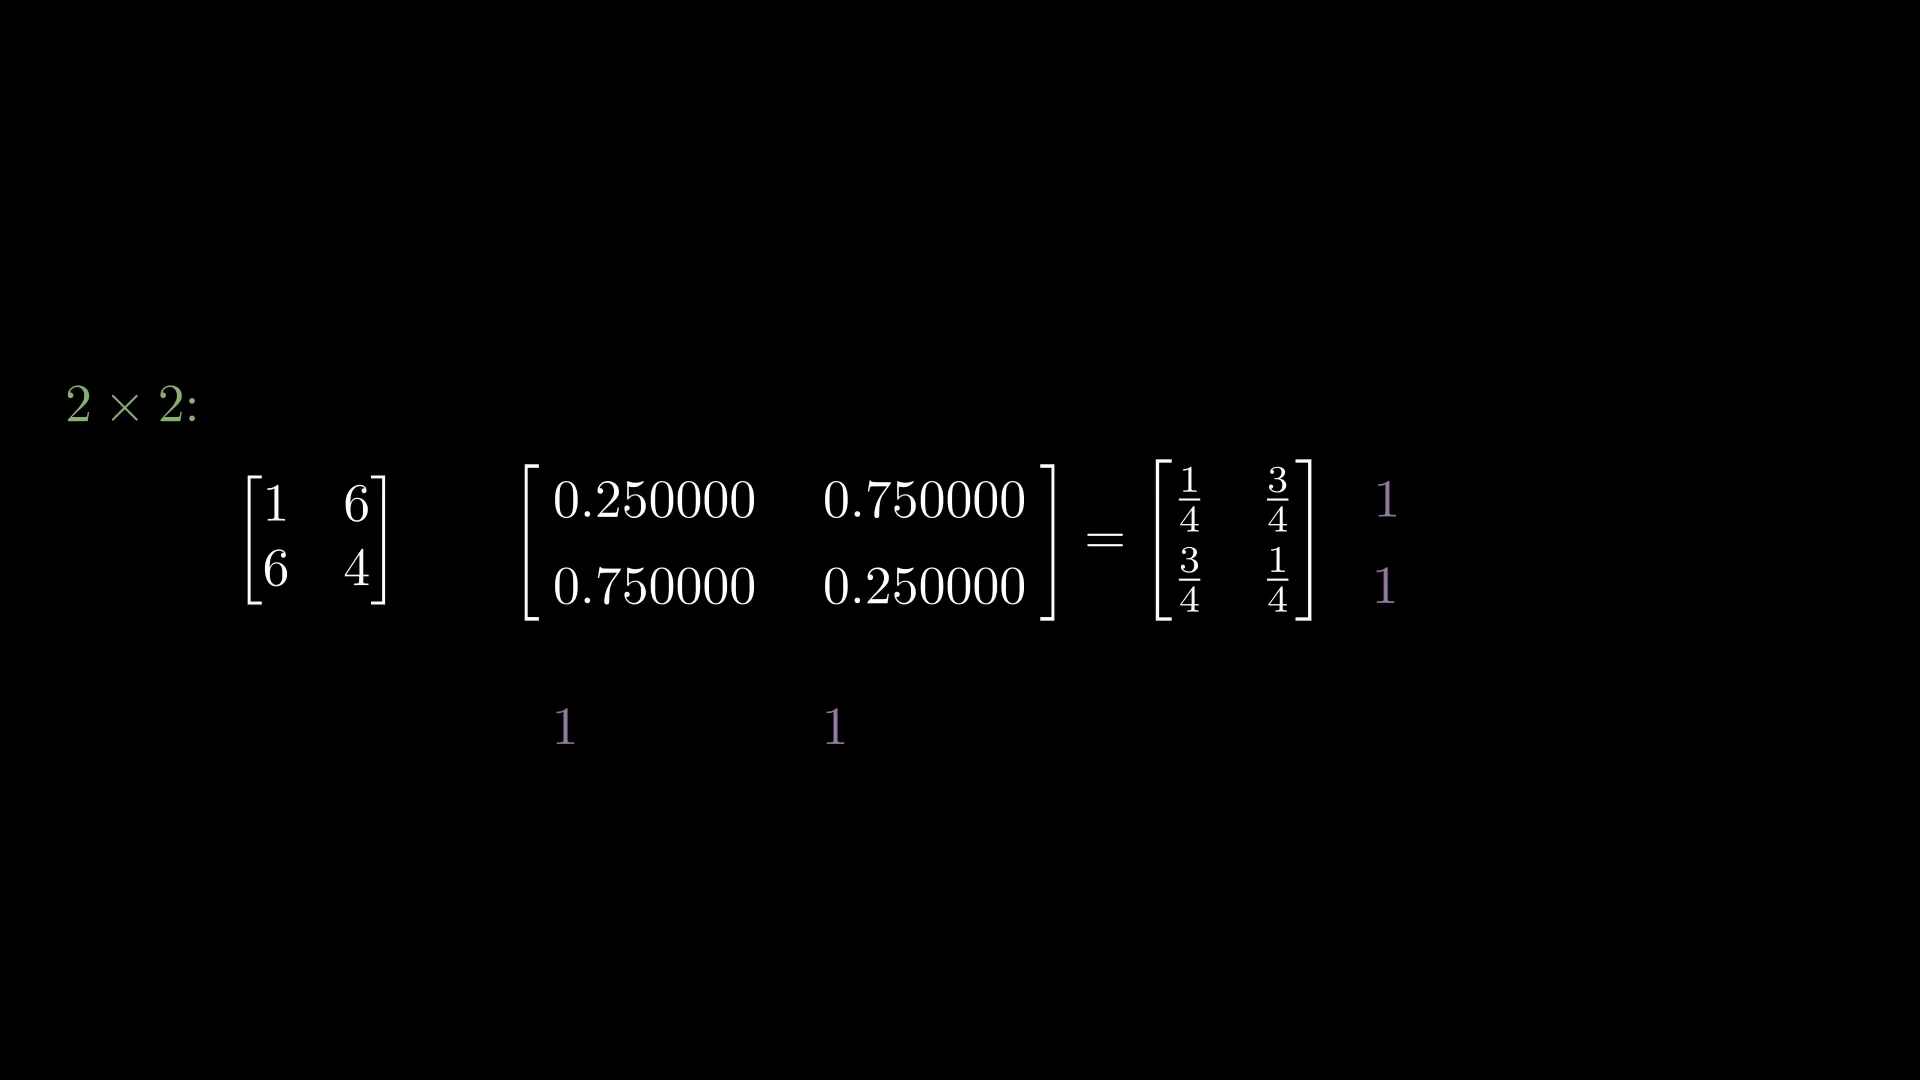 2 × 2:
1 6 0.250000 0.750000 = 1/4 3/4 1
6 4 0.750000 0.250000 3/4 1/4 1
1 1